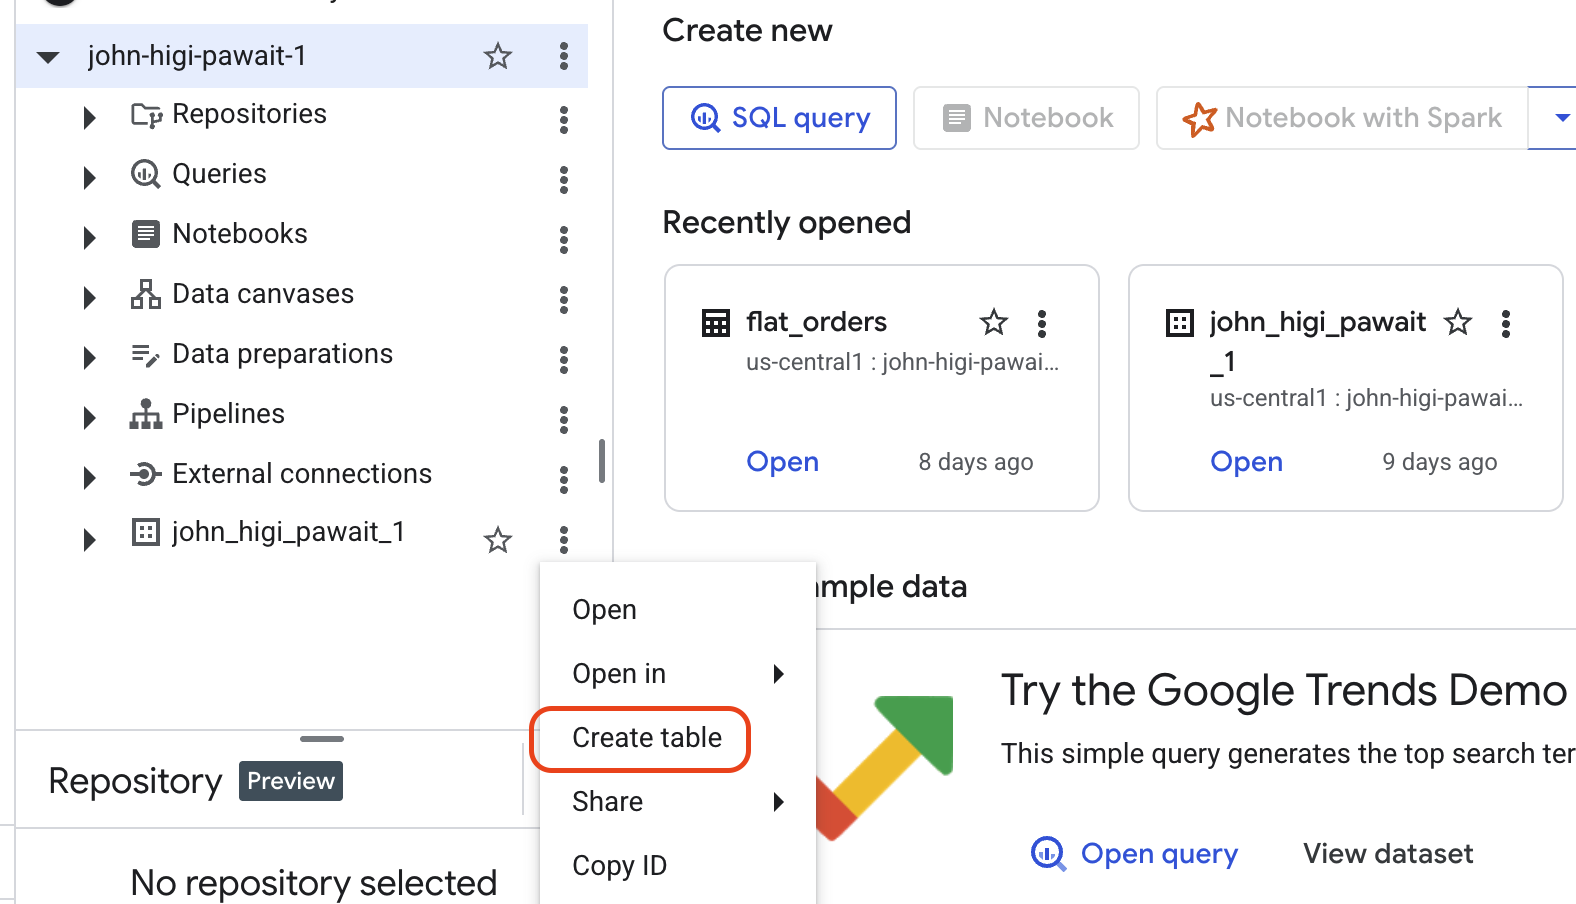 john-higi-pawait-1
Repositories
Queries
Notebooks
Data canvases
Data preparations
Pipelines
External connections
john_higi_pawait_1
Open
Open in
Create table
Share
Copy ID
Repository Preview
No repository selected
Create new
SQL query
Notebook
Notebook with Spark
Recently opened
flat_orders
us-central1 : john-higi-pawai...
Open 8 days ago
john_higi_pawait
_1
us-central1 : john-higi-pawai...
Open 9 days ago
mple data
Try the Google Trends Demo
This simple query generates the top search ter
Open query View dataset